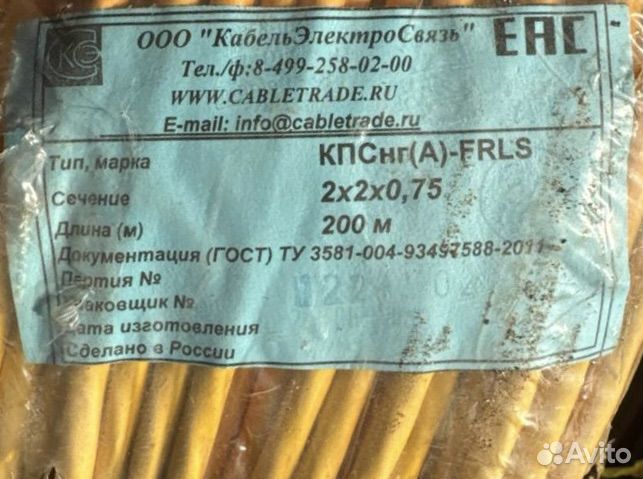 ООО "КабельЭлектроСвязь"
EAC
Тел./ф:8-499-258-02-00
WWW.CABLETRADE.RU
E-mail: info@cabletrade.ru
Тип, марка КПСнг(А)-FRLS
Сечение 2х2х0,75
Длина (м) 200 м
Документация (ГОСТ) ТУ 3581-004-93497588-2011
Партия №
Упаковщик №
Дата изготовления
Сделано в России
Avito